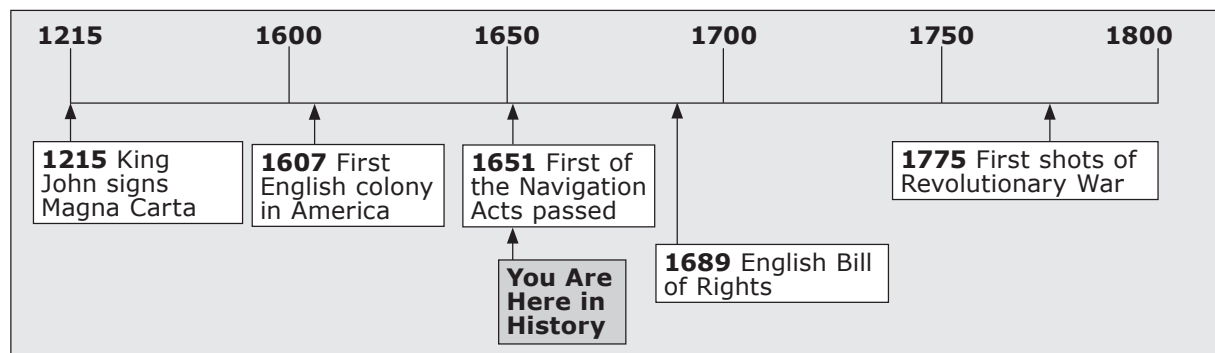 1215 1600 1650 1700 1750 1800
1215 King
John signs
Magna Carta
1607 First
English colony
in America
1651 First of
the Navigation
Acts passed
You Are
Here in
History
1689 English Bill
of Rights
1775 First shots of
Revolutionary War